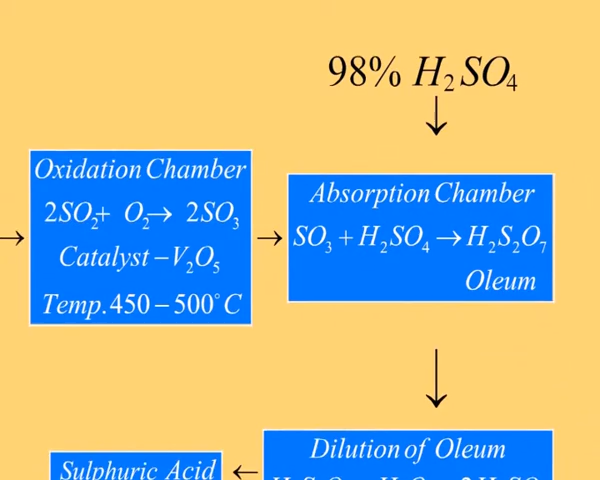 98% H₂SO₄
Oxidation Chamber
2SO₂+ O₂→ 2SO₃
Catalyst – V₂O₅
Temp. 450 – 500°C
Absorption Chamber
SO₃ + H₂SO₄ → H₂S₂O₇
Oleum
Dilution of Oleum
Sulphuric Acid ←